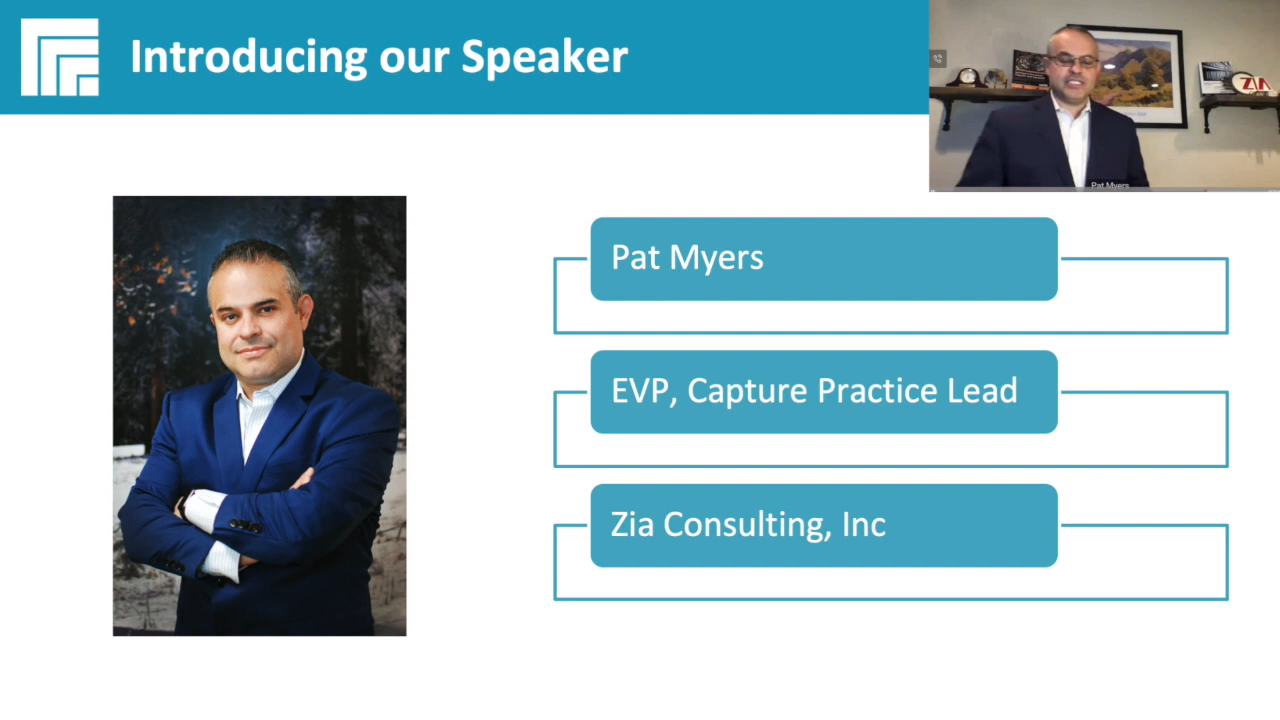 Introducing our Speaker
ZIA
Pat Myers
Pat Myers
EVP, Capture Practice Lead
Zia Consulting, Inc